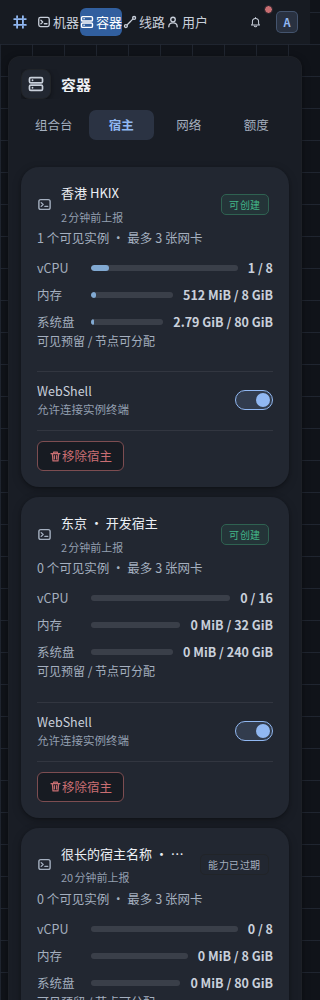 机器 容器 线路 用户 A
容器
组合台 宿主 网络 额度
香港 HKIX
2分钟前上报
可创建
1 个可见实例 · 最多 3 张网卡
vCPU 1 / 8
内存 512 MiB / 8 GiB
系统盘 2.79 GiB / 80 GiB
可见预留 / 节点可分配
WebShell
允许连接实例终端
移除宿主
东京 · 开发宿主
2分钟前上报
可创建
0 个可见实例 · 最多 3 张网卡
vCPU 0 / 16
内存 0 MiB / 32 GiB
系统盘 0 MiB / 240 GiB
可见预留 / 节点可分配
WebShell
允许连接实例终端
移除宿主
很长的宿主名称 · …
20分钟前上报
能力已过期
0 个可见实例 · 最多 3 张网卡
vCPU 0 / 8
内存 0 MiB / 8 GiB
系统盘 0 MiB / 80 GiB
可见预留 / 节点可分配